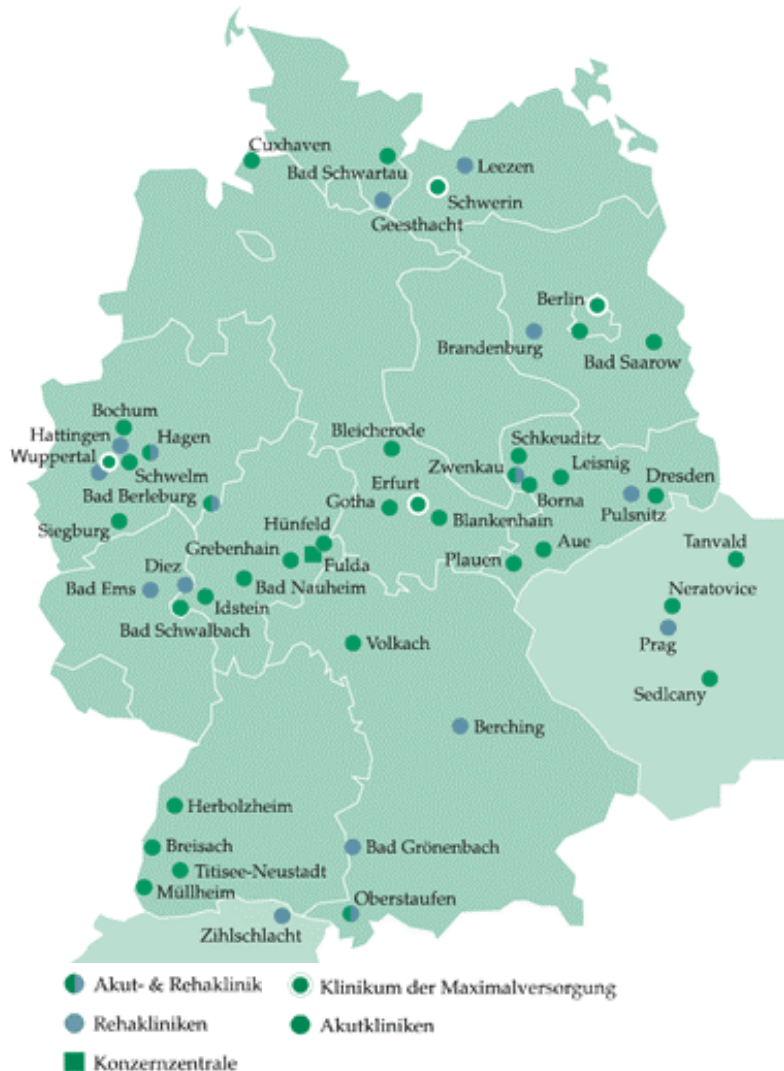 Cuxhaven
Bad Schwartau
Leezen
Schwerin
Geesthacht
Berlin
Brandenburg
Bad Saarow
Bochum
Hattingen
Hagen
Wuppertal
Schwelm
Bad Berleburg
Siegburg
Bleicherode
Schkeuditz
Zwenkau
Leisnig
Dresden
Erfurt
Gotha
Borna
Pulsnitz
Blankenhain
Hünfeld
Aue
Grebenhain
Fulda
Plauen
Tanvald
Diez
Bad Ems
Bad Nauheim
Neratovice
Idstein
Bad Schwalbach
Volkach
Prag
Sedlcany
Berching
Herbolzheim
Breisach
Bad Grönenbach
Titisee-Neustadt
Müllheim
Oberstaufen
Zihlschlacht
Akut- & Rehaklinik
Klinikum der Maximalversorgung
Rehakliniken
Akutkliniken
Konzernzentrale